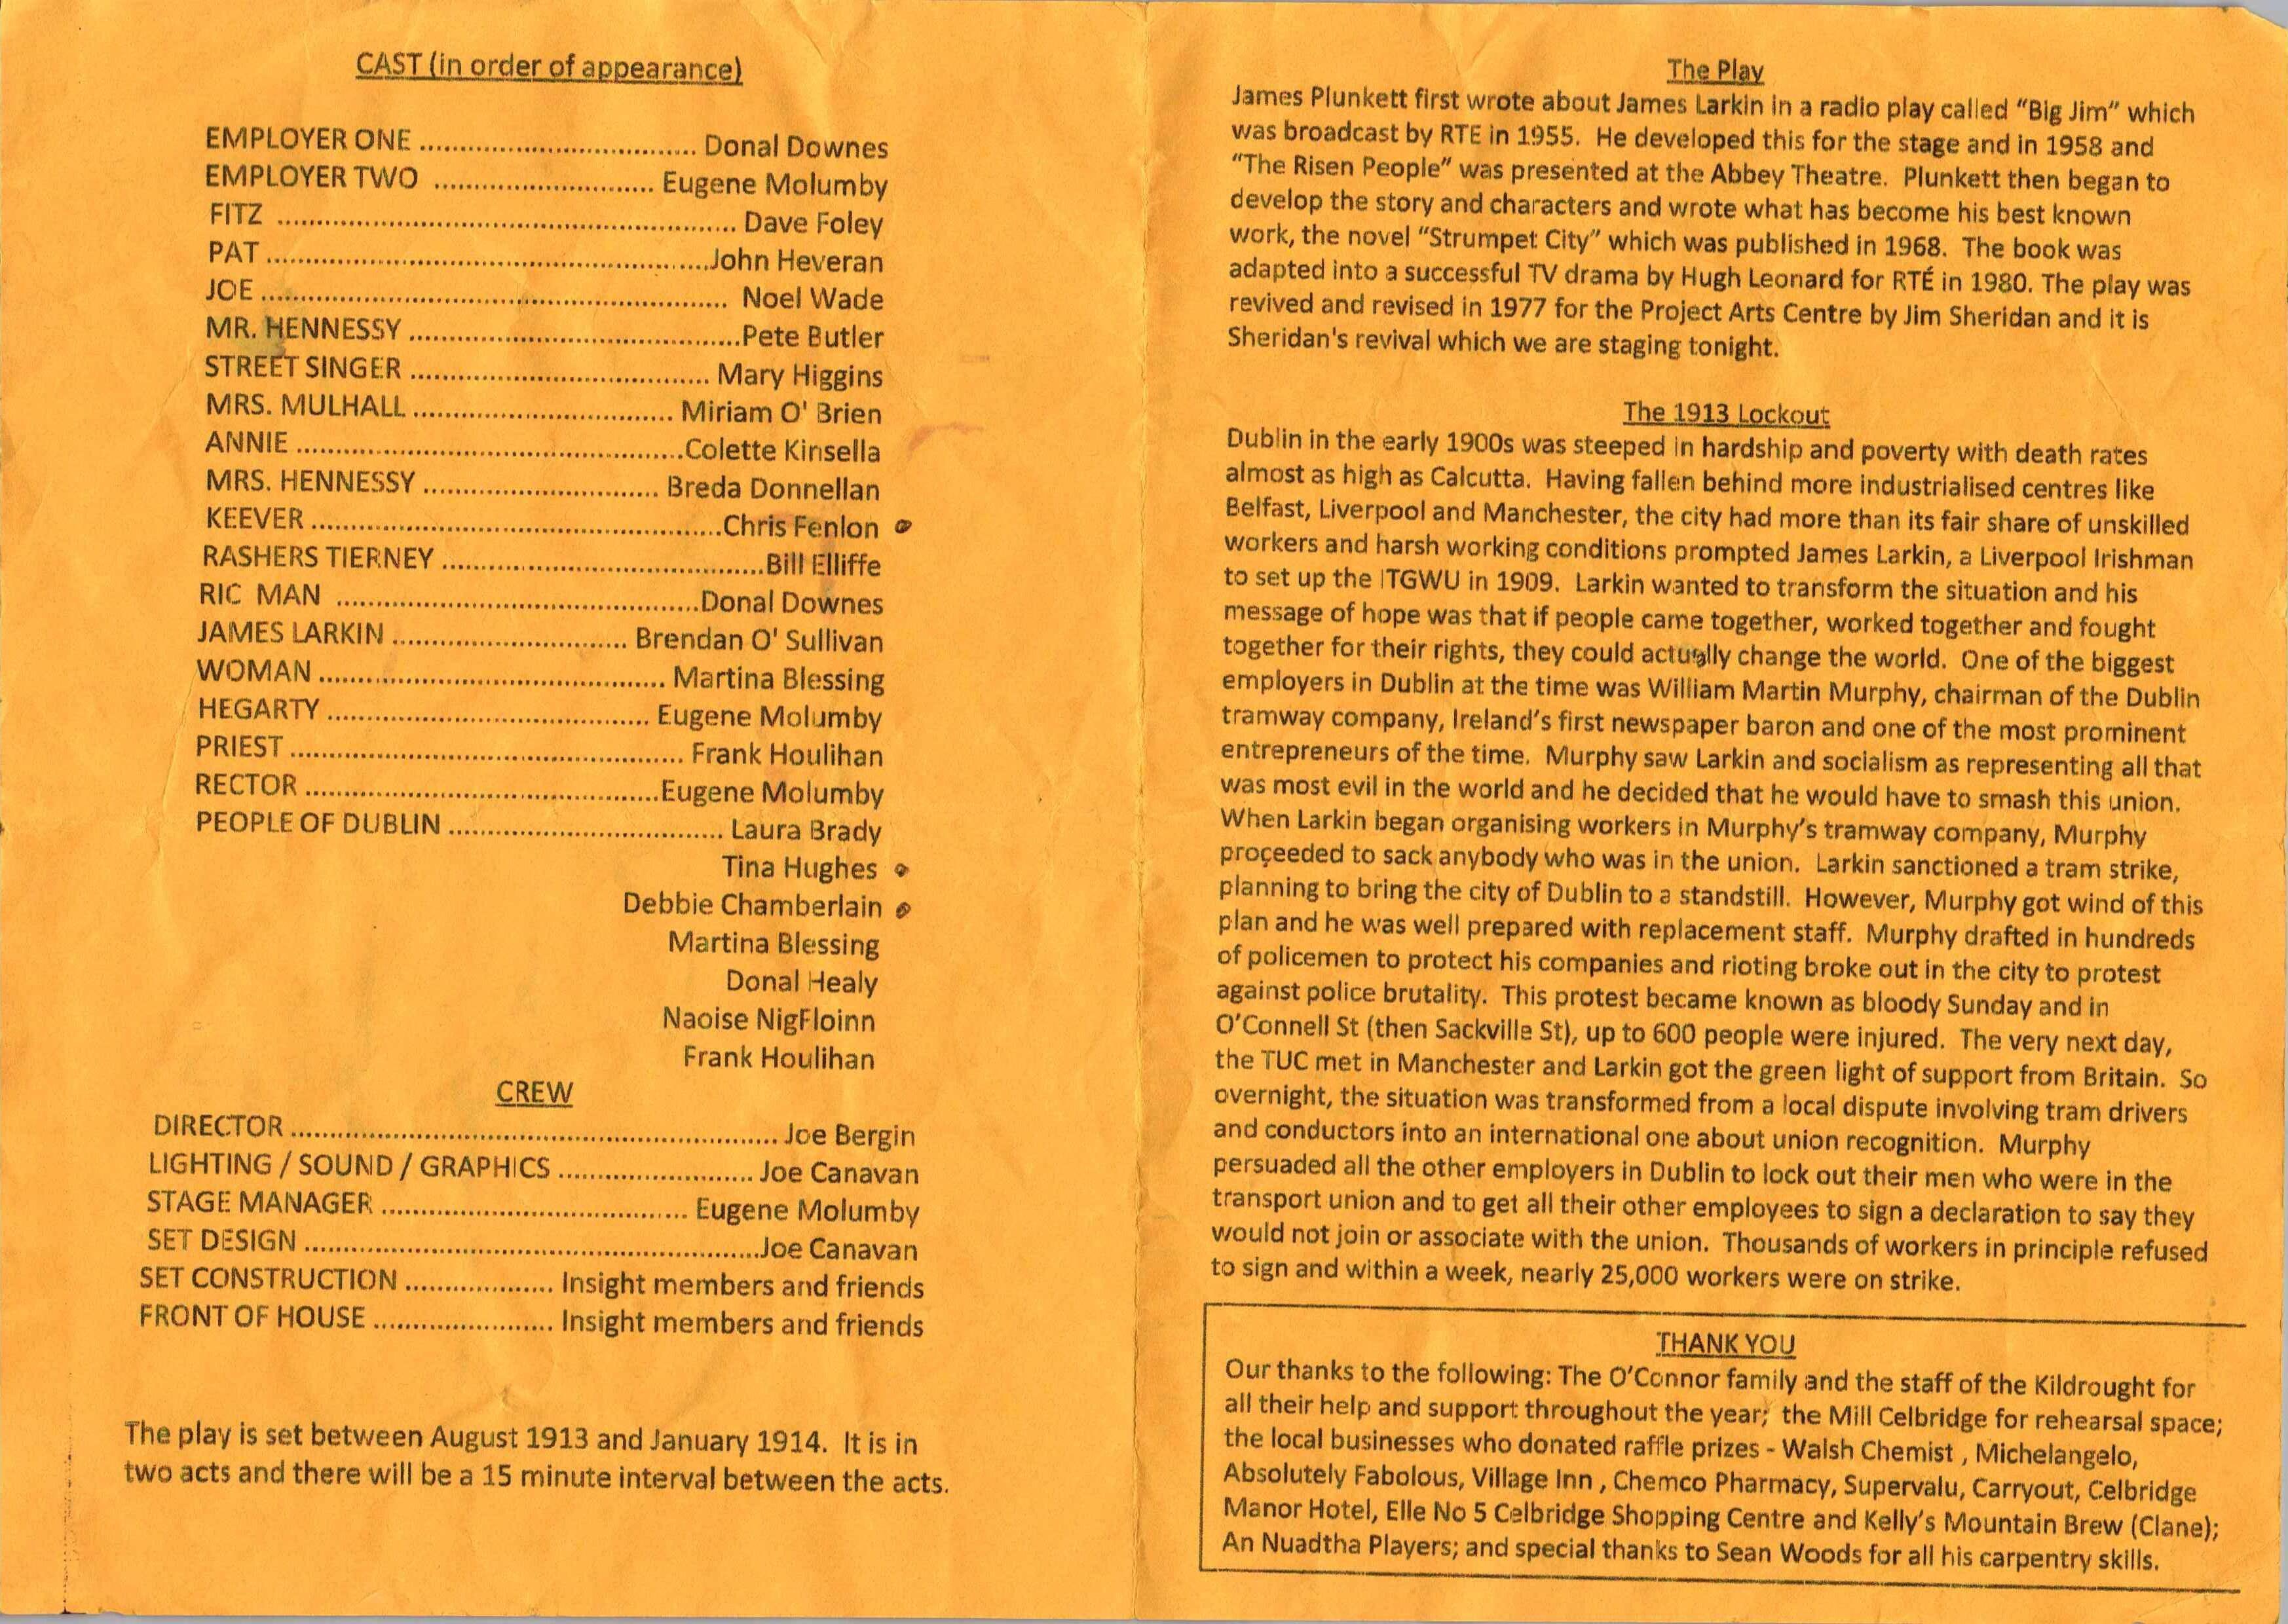 CAST (in order of appearance)
EMPLOYER ONE .................................. Donal Downes
EMPLOYER TWO ........................... Eugene Molumby
FITZ ........................................................ Dave Foley
PAT ......................................................John Heveran
JOE ......................................................... Noel Wade
MR. HENNESSY .........................................Pete Butler
STREET SINGER ..................................... Mary Higgins
MRS. MULHALL ................................ Miriam O' Brien
ANNIE ...............................................Colette Kinsella
MRS. HENNESSY ............................. Breda Donnellan
KEEVER ..................................................Chris Fenlon
RASHERS TIERNEY ........................................Bill Elliffe
RIC MAN .............................................Donal Downes
JAMES LARKIN ............................. Brendan O' Sullivan
WOMAN .......................................... Martina Blessing
HEGARTY ....................................... Eugene Molumby
PRIEST ................................................ Frank Houlihan
RECTOR ...........................................Eugene Molumby
PEOPLE OF DUBLIN .................................. Laura Brady
Tina Hughes
Debbie Chamberlain
Martina Blessing
Donal Healy
Naoise NigFloinn
Frank Houlihan
CREW
DIRECTOR ............................................................ Joe Bergin
LIGHTING / SOUND / GRAPHICS ........................ Joe Canavan
STAGE MANAGER ...................................... Eugene Molumby
SET DESIGN ........................................................Joe Canavan
SET CONSTRUCTION .................. Insight members and friends
FRONT OF HOUSE ...................... Insight members and friends
The play is set between August 1913 and January 1914. It is in
two acts and there will be a 15 minute interval between the acts.
The Play
James Plunkett first wrote about James Larkin in a radio play called "Big Jim" which
was broadcast by RTE in 1955. He developed this for the stage and in 1958 and
"The Risen People" was presented at the Abbey Theatre. Plunkett then began to
develop the story and characters and wrote what has become his best known
work, the novel "Strumpet City" which was published in 1968. The book was
adapted into a successful TV drama by Hugh Leonard for RTÉ in 1980. The play was
revived and revised in 1977 for the Project Arts Centre by Jim Sheridan and it is
Sheridan's revival which we are staging tonight.
The 1913 Lockout
Dublin in the early 1900s was steeped in hardship and poverty with death rates
almost as high as Calcutta. Having fallen behind more industrialised centres like
Belfast, Liverpool and Manchester, the city had more than its fair share of unskilled
workers and harsh working conditions prompted James Larkin, a Liverpool Irishman
to set up the ITGWU in 1909. Larkin wanted to transform the situation and his
message of hope was that if people came together, worked together and fought
together for their rights, they could actually change the world. One of the biggest
employers in Dublin at the time was William Martin Murphy, chairman of the Dublin
tramway company, Ireland's first newspaper baron and one of the most prominent
entrepreneurs of the time. Murphy saw Larkin and socialism as representing all that
was most evil in the world and he decided that he would have to smash this union.
When Larkin began organising workers in Murphy's tramway company, Murphy
proceeded to sack anybody who was in the union. Larkin sanctioned a tram strike,
planning to bring the city of Dublin to a standstill. However, Murphy got wind of this
plan and he was well prepared with replacement staff. Murphy drafted in hundreds
of policemen to protect his companies and rioting broke out in the city to protest
against police brutality. This protest became known as bloody Sunday and in
O'Connell St (then Sackville St), up to 600 people were injured. The very next day,
the TUC met in Manchester and Larkin got the green light of support from Britain. So
overnight, the situation was transformed from a local dispute involving tram drivers
and conductors into an international one about union recognition. Murphy
persuaded all the other employers in Dublin to lock out their men who were in the
transport union and to get all their other employees to sign a declaration to say they
would not join or associate with the union. Thousands of workers in principle refused
to sign and within a week, nearly 25,000 workers were on strike.
THANK YOU
Our thanks to the following: The O'Connor family and the staff of the Kildrought for
all their help and support throughout the year; the Mill Celbridge for rehearsal space;
the local businesses who donated raffle prizes - Walsh Chemist , Michelangelo,
Absolutely Fabolous, Village Inn , Chemco Pharmacy, Supervalu, Carryout, Celbridge
Manor Hotel, Elle No 5 Celbridge Shopping Centre and Kelly's Mountain Brew (Clane);
An Nuadtha Players; and special thanks to Sean Woods for all his carpentry skills.